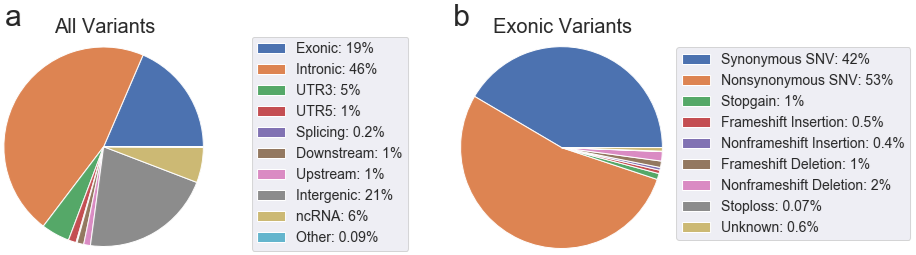 a
All Variants
Exonic: 19%
Intronic: 46%
UTR3: 5%
UTR5: 1%
Splicing: 0.2%
Downstream: 1%
Upstream: 1%
Intergenic: 21%
ncRNA: 6%
Other: 0.09%
b
Exonic Variants
Synonymous SNV: 42%
Nonsynonymous SNV: 53%
Stopgain: 1%
Frameshift Insertion: 0.5%
Nonframeshift Insertion: 0.4%
Frameshift Deletion: 1%
Nonframeshift Deletion: 2%
Stoploss: 0.07%
Unknown: 0.6%